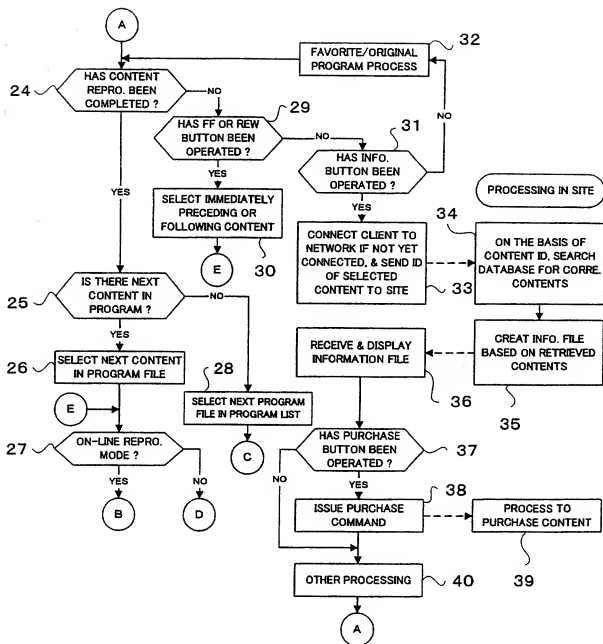 A
32
FAVORITE/ORIGINAL
PROGRAM PROCESS
24
HAS CONTENT
REPRO. BEEN
COMPLETED ?
NO
29
HAS FF OR REW
BUTTON BEEN
OPERATED ?
NO
31
HAS INFO.
BUTTON BEEN
OPERATED ?
NO
YES
YES
YES
SELECT IMMEDIATELY
PRECEDING OR
FOLLOWING CONTENT
30
E
CONNECT CLIENT TO
NETWORK IF NOT YET
CONNECTED, & SEND ID
OF SELECTED
CONTENT TO SITE
33
PROCESSING IN SITE
34
ON THE BASIS OF
CONTENT ID, SEARCH
DATABASE FOR CORRE.
CONTENTS
25
IS THERE NEXT
CONTENT IN
PROGRAM ?
NO
YES
26
SELECT NEXT CONTENT
IN PROGRAM FILE
28
SELECT NEXT PROGRAM
FILE IN PROGRAM LIST
C
RECEIVE & DISPLAY
INFORMATION FILE
36
CREAT INFO. FILE
BASED ON RETRIEVED
CONTENTS
35
E
27
ON-LINE REPRO.
MODE ?
YES
NO
B
D
HAS PURCHASE
BUTTON BEEN
OPERATED ?
37
NO
YES
38
ISSUE PURCHASE
COMMAND
PROCESS TO
PURCHASE CONTENT
39
OTHER PROCESSING
40
A